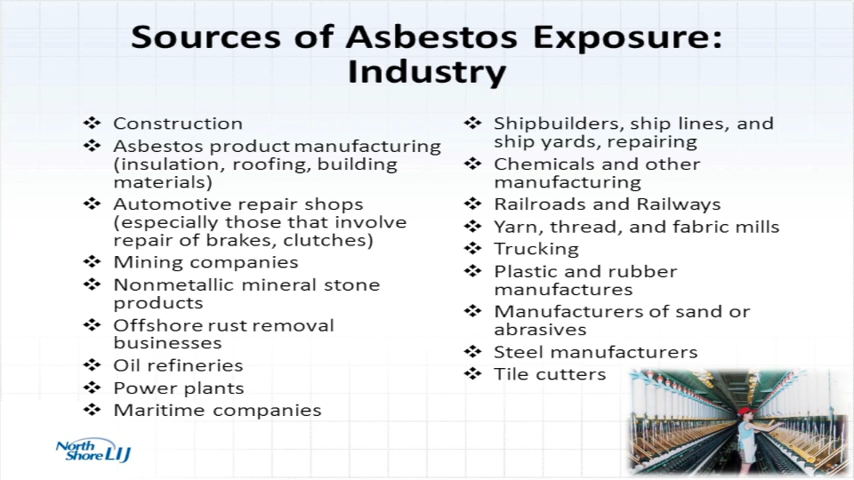 Sources of Asbestos Exposure:
Industry
❖ Construction
❖ Asbestos product manufacturing
(insulation, roofing, building
materials)
❖ Automotive repair shops
(especially those that involve
repair of brakes, clutches)
❖ Mining companies
❖ Nonmetallic mineral stone
products
❖ Offshore rust removal
businesses
❖ Oil refineries
❖ Power plants
❖ Maritime companies
❖ Shipbuilders, ship lines, and
ship yards, repairing
❖ Chemicals and other
manufacturing
❖ Railroads and Railways
❖ Yarn, thread, and fabric mills
❖ Trucking
❖ Plastic and rubber
manufactures
❖ Manufacturers of sand or
abrasives
❖ Steel manufacturers
❖ Tile cutters
North
Shore LIJ